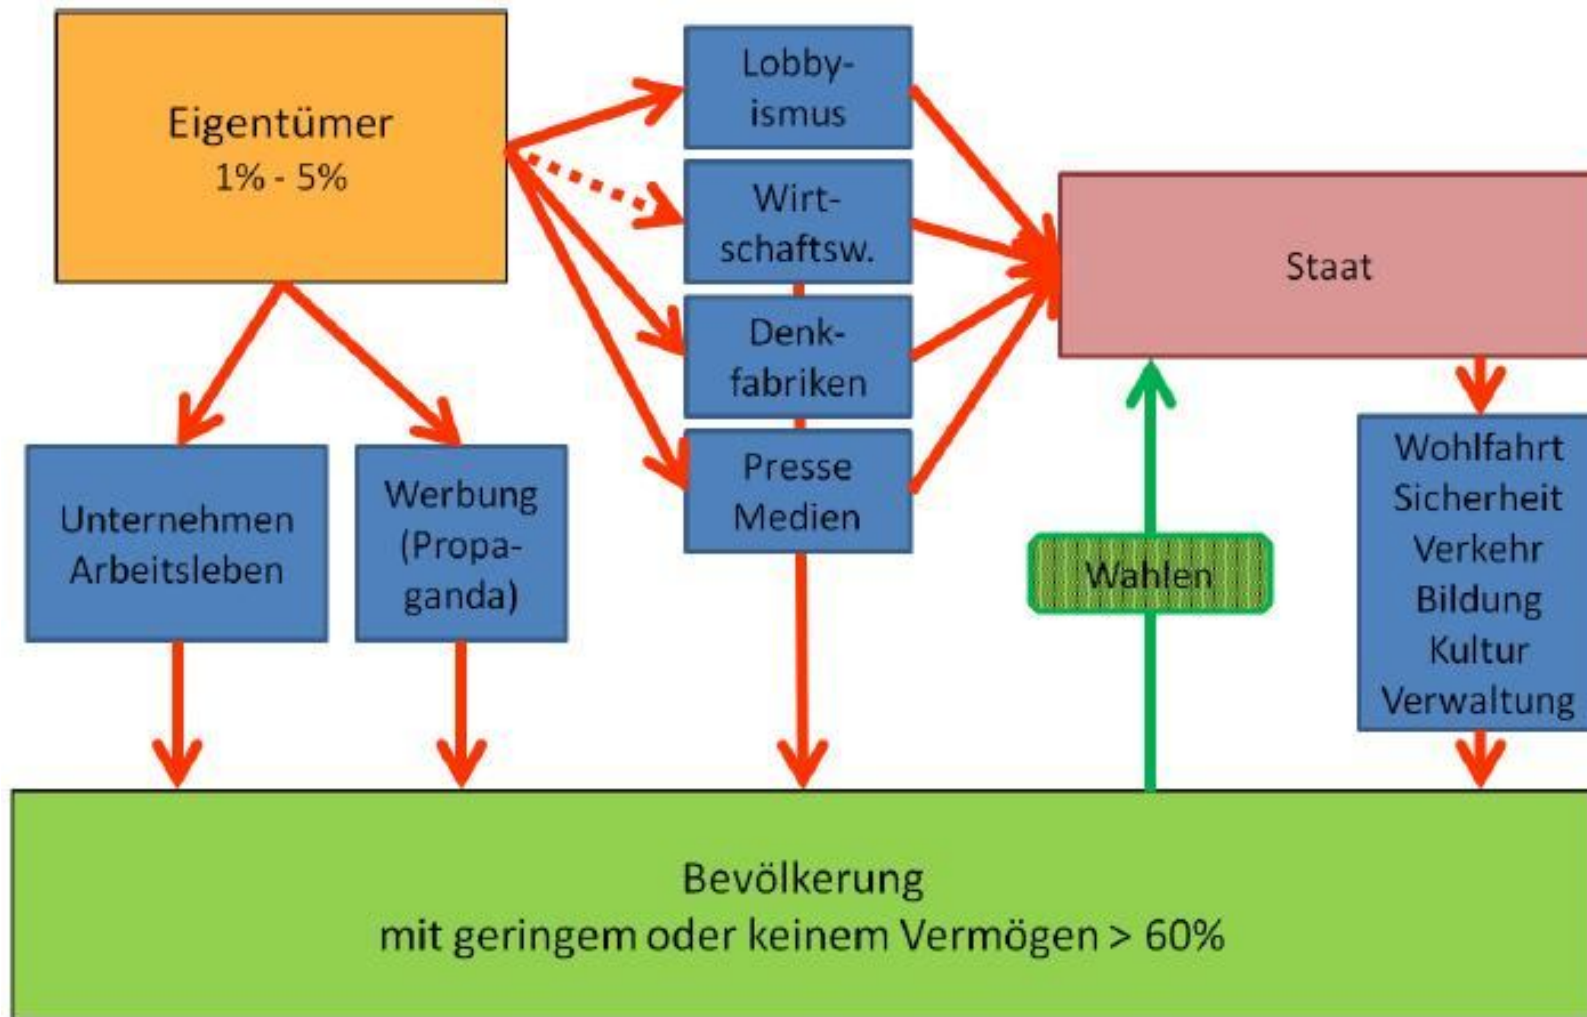 Eigentümer
1% - 5%
Lobby-
ismus
Wirt-
schaftsw.
Denk-
fabriken
Presse
Medien
Staat
Unternehmen
Arbeitsleben
Werbung
(Propa-
ganda)
Wahlen
Wohlfahrt
Sicherheit
Verkehr
Bildung
Kultur
Verwaltung
Bevölkerung
mit geringem oder keinem Vermögen > 60%